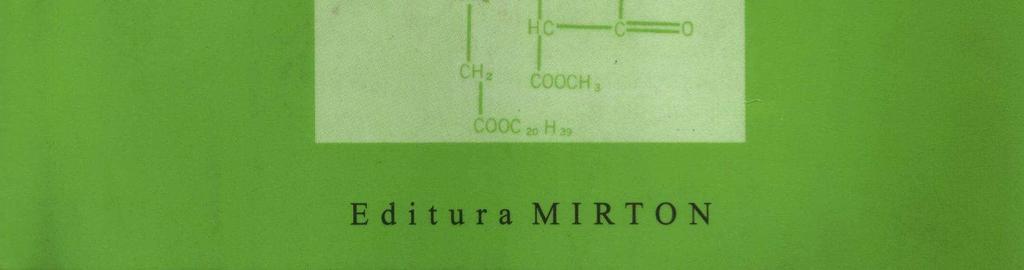 HC C O
CH2
COOCH3
COOC20H39
Editura MIRTON